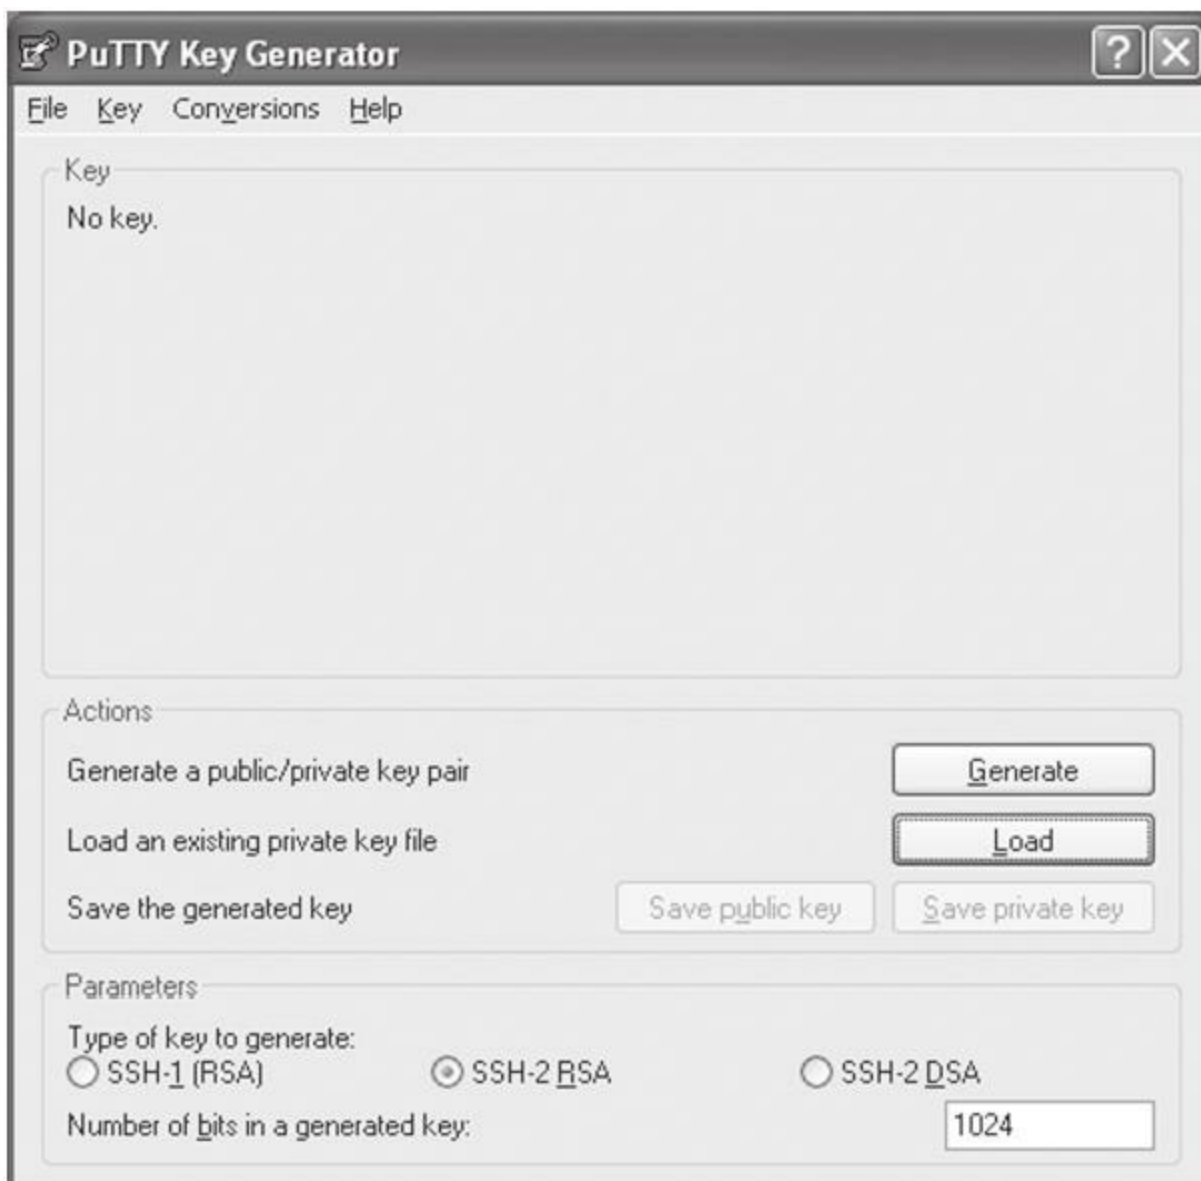 PuTTY Key Generator
File Key Conversions Help
Key
No key.
Actions
Generate a public/private key pair Generate
Load an existing private key file Load
Save the generated key Save public key Save private key
Parameters
Type of key to generate:
SSH-1 (RSA) SSH-2 RSA SSH-2 DSA
Number of bits in a generated key: 1024